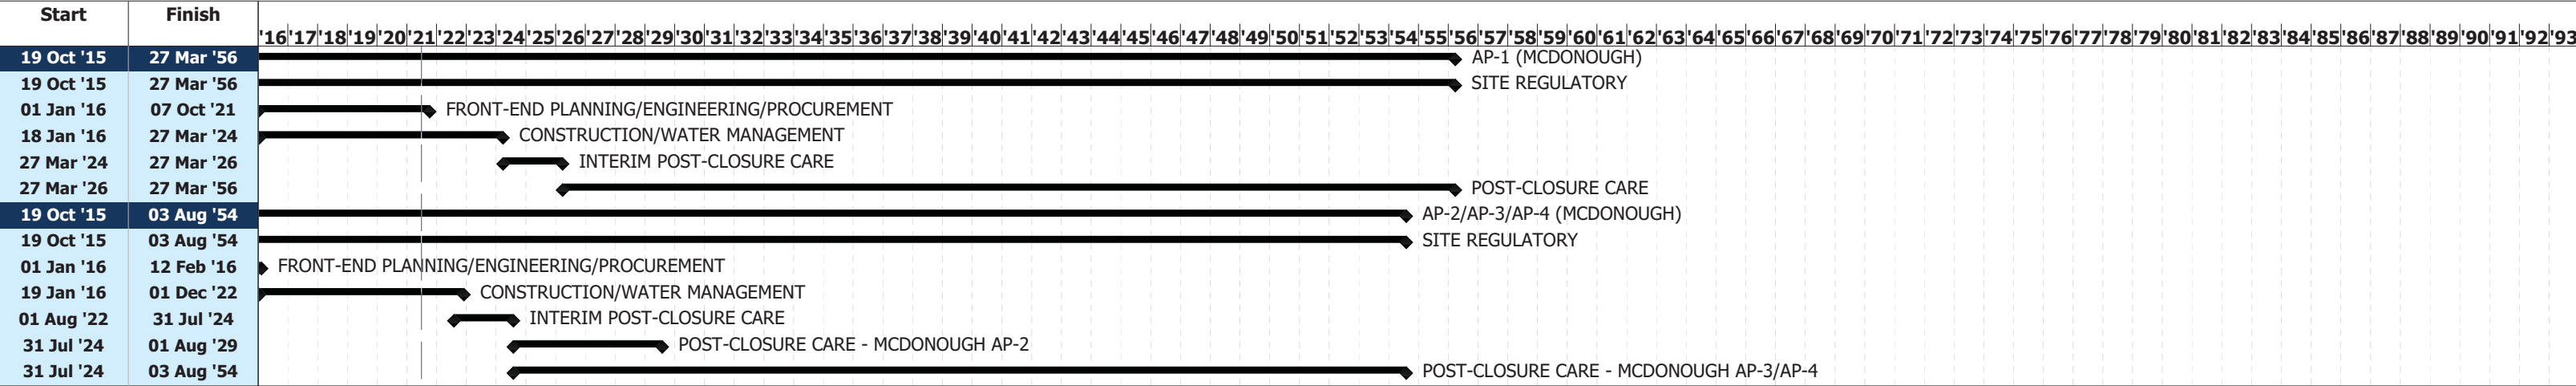 Start Finish
'16 '17 '18 '19 '20 '21 '22 '23 '24 '25 '26 '27 '28 '29 '30 '31 '32 '33 '34 '35 '36 '37 '38 '39 '40 '41 '42 '43 '44 '45 '46 '47 '48 '49 '50 '51 '52 '53 '54 '55 '56 '57 '58 '59 '60 '61 '62 '63 '64 '65 '66 '67 '68 '69 '70 '71 '72 '73 '74 '75 '76 '77 '78 '79 '80 '81 '82 '83 '84 '85 '86 '87 '88 '89 '90 '91 '92 '93
19 Oct '15 27 Mar '56 AP-1 (MCDONOUGH)
19 Oct '15 27 Mar '56 SITE REGULATORY
01 Jan '16 07 Oct '21 FRONT-END PLANNING/ENGINEERING/PROCUREMENT
18 Jan '16 27 Mar '24 CONSTRUCTION/WATER MANAGEMENT
27 Mar '24 27 Mar '26 INTERIM POST-CLOSURE CARE
27 Mar '26 27 Mar '56 POST-CLOSURE CARE
19 Oct '15 03 Aug '54 AP-2/AP-3/AP-4 (MCDONOUGH)
19 Oct '15 03 Aug '54 SITE REGULATORY
01 Jan '16 12 Feb '16 FRONT-END PLANNING/ENGINEERING/PROCUREMENT
19 Jan '16 01 Dec '22 CONSTRUCTION/WATER MANAGEMENT
01 Aug '22 31 Jul '24 INTERIM POST-CLOSURE CARE
31 Jul '24 01 Aug '29 POST-CLOSURE CARE - MCDONOUGH AP-2
31 Jul '24 03 Aug '54 POST-CLOSURE CARE - MCDONOUGH AP-3/AP-4